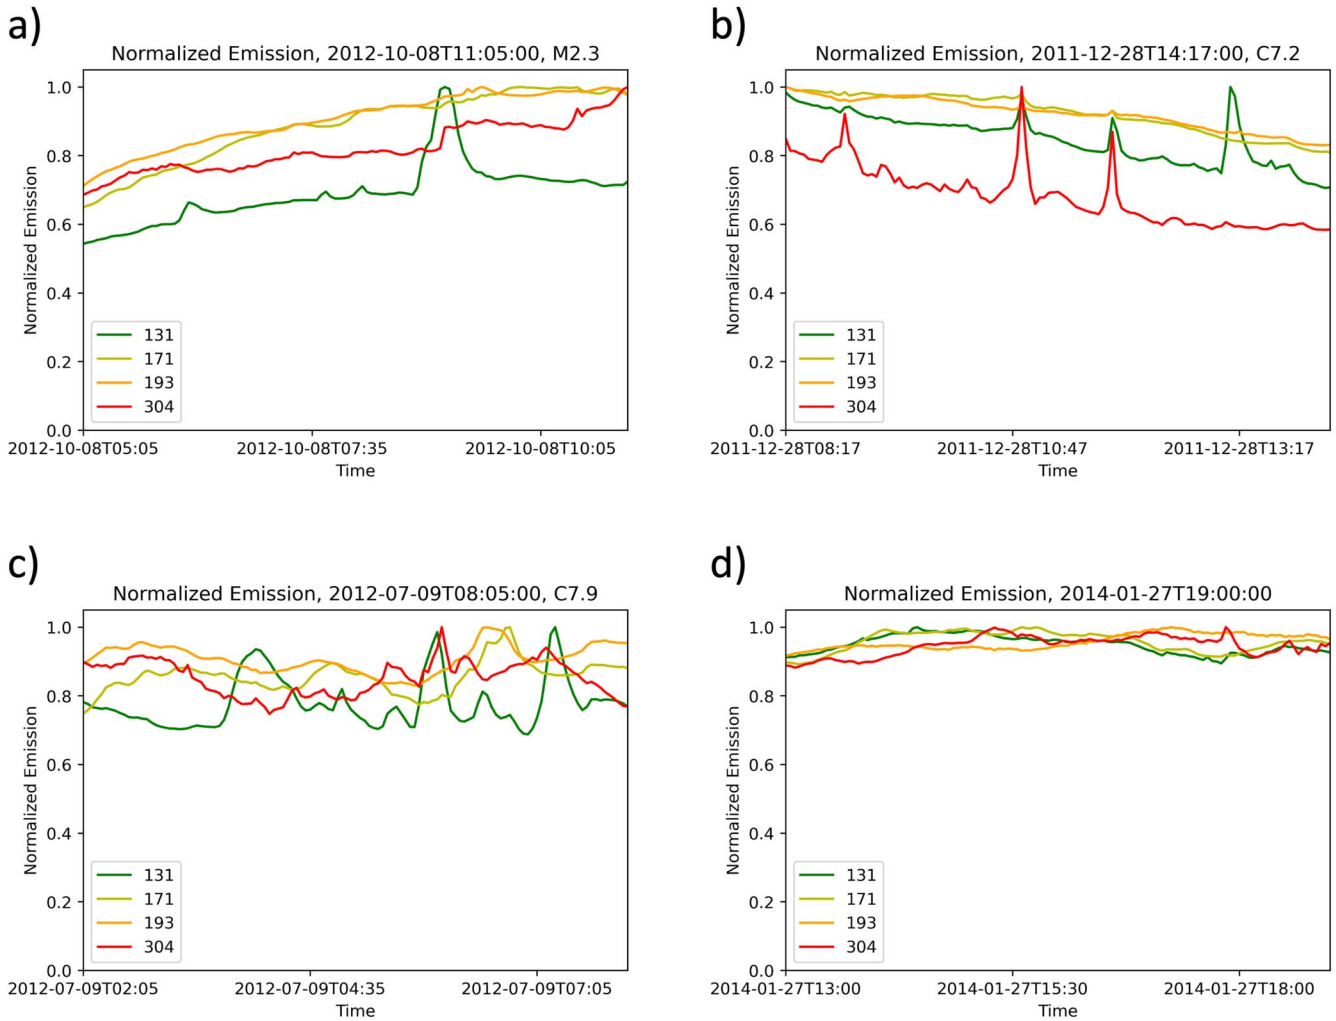 a)
Normalized Emission, 2012-10-08T11:05:00, M2.3
1.0
0.8
0.6
0.4
0.2
0.0
Normalized Emission
131
171
193
304
2012-10-08T05:05 2012-10-08T07:35 2012-10-08T10:05
Time
b)
Normalized Emission, 2011-12-28T14:17:00, C7.2
1.0
0.8
0.6
0.4
0.2
0.0
Normalized Emission
131
171
193
304
2011-12-28T08:17 2011-12-28T10:47 2011-12-28T13:17
Time
c)
Normalized Emission, 2012-07-09T08:05:00, C7.9
1.0
0.8
0.6
0.4
0.2
0.0
Normalized Emission
131
171
193
304
2012-07-09T02:05 2012-07-09T04:35 2012-07-09T07:05
Time
d)
Normalized Emission, 2014-01-27T19:00:00
1.0
0.8
0.6
0.4
0.2
0.0
Normalized Emission
131
171
193
304
2014-01-27T13:00 2014-01-27T15:30 2014-01-27T18:00
Time